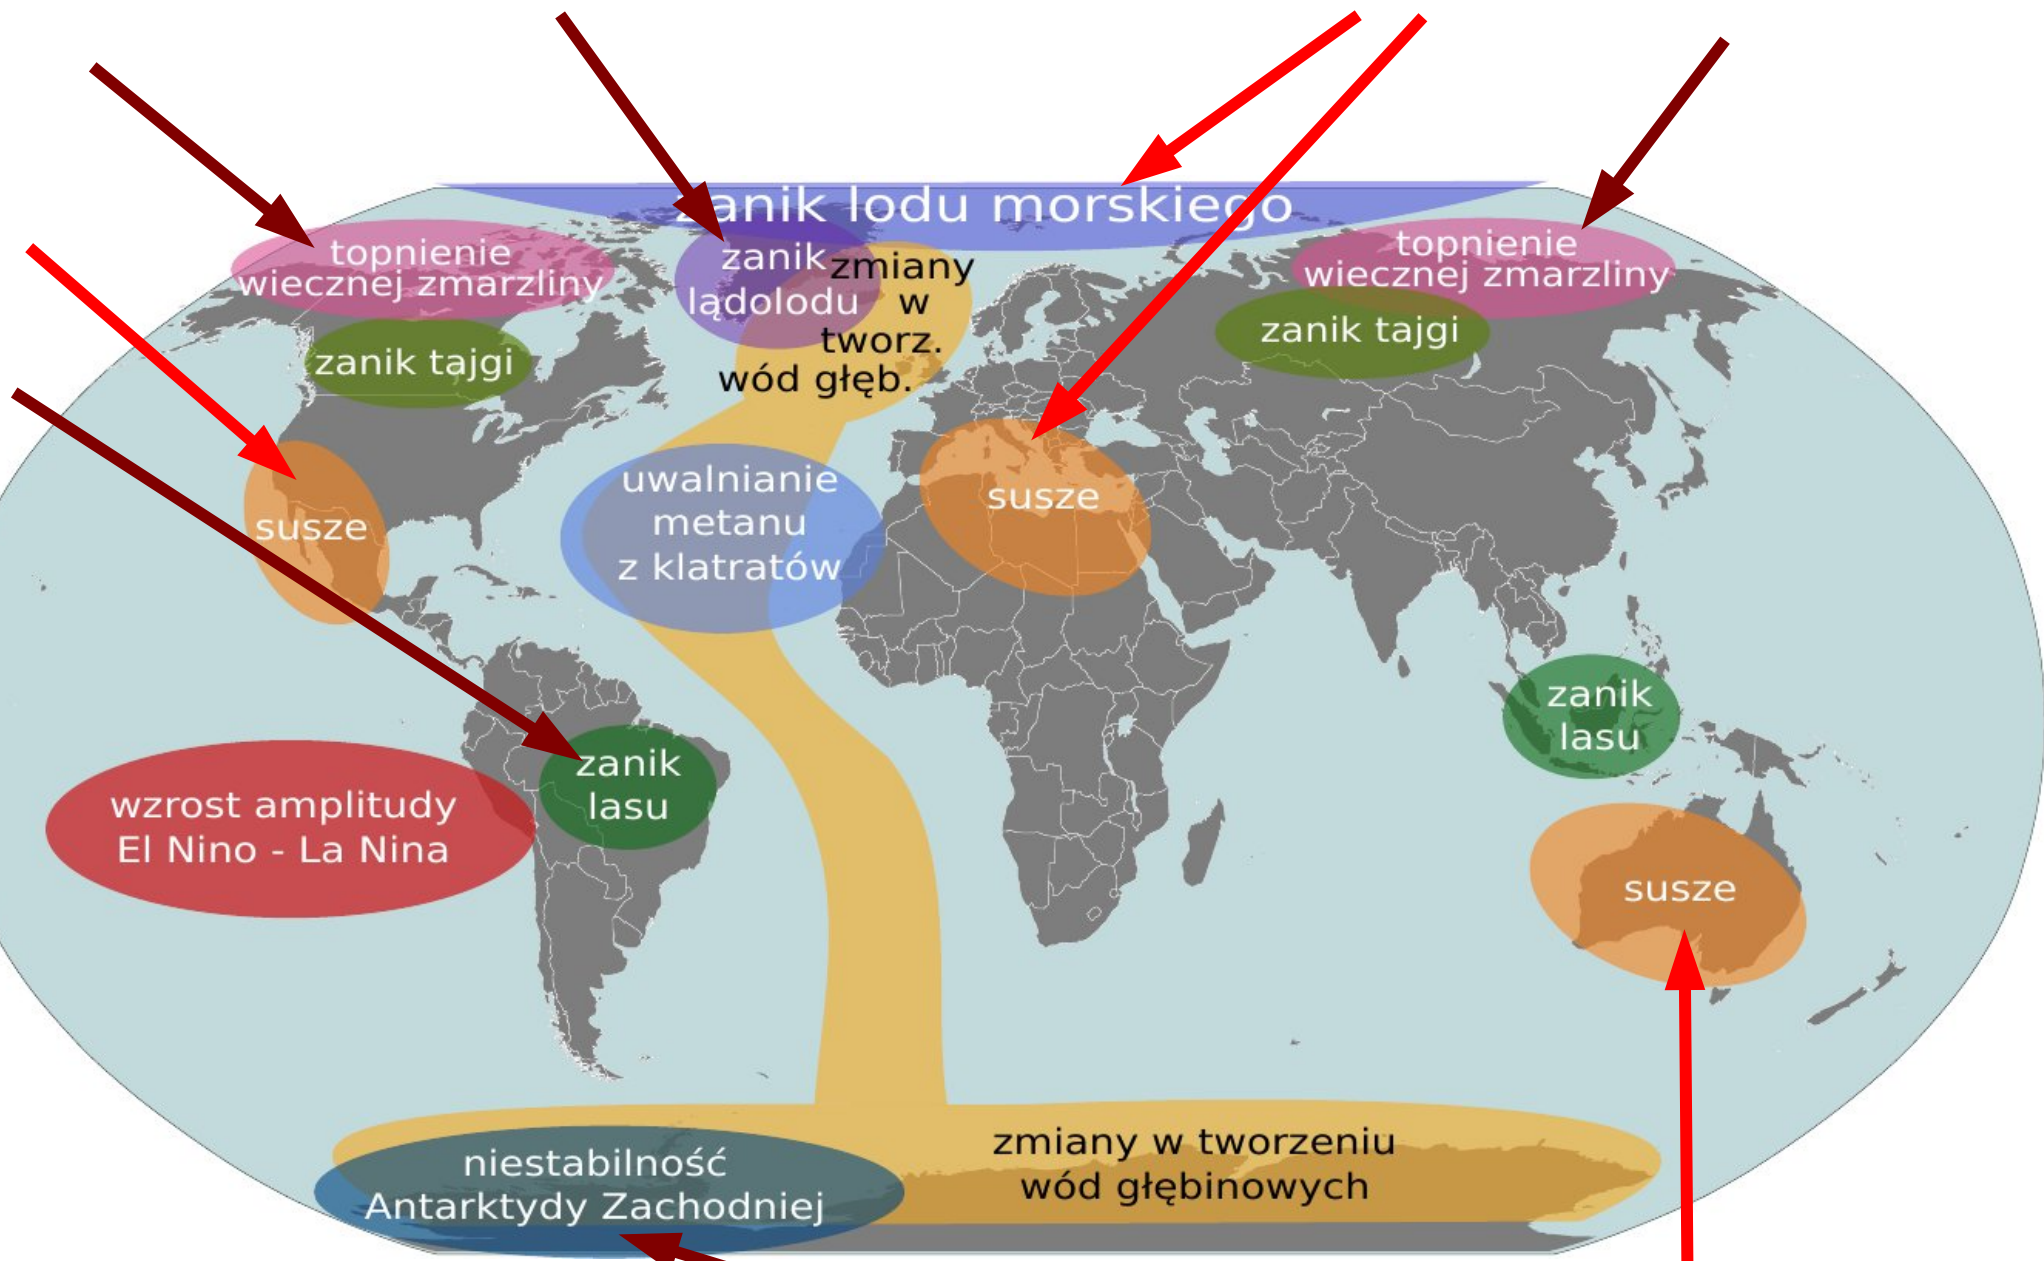 zanik lodu morskiego
topnienie
wiecznej zmarzliny
zanik
lądolodu
zmiany
w
tworz.
wód głęb.
topnienie
wiecznej zmarzliny
zanik tajgi
zanik tajgi
susze
uwalnianie
metanu
z klatratów
susze
zanik
lasu
zanik
lasu
wzrost amplitudy
El Nino - La Nina
susze
niestabilność
Antarktydy Zachodniej
zmiany w tworzeniu
wód głębinowych